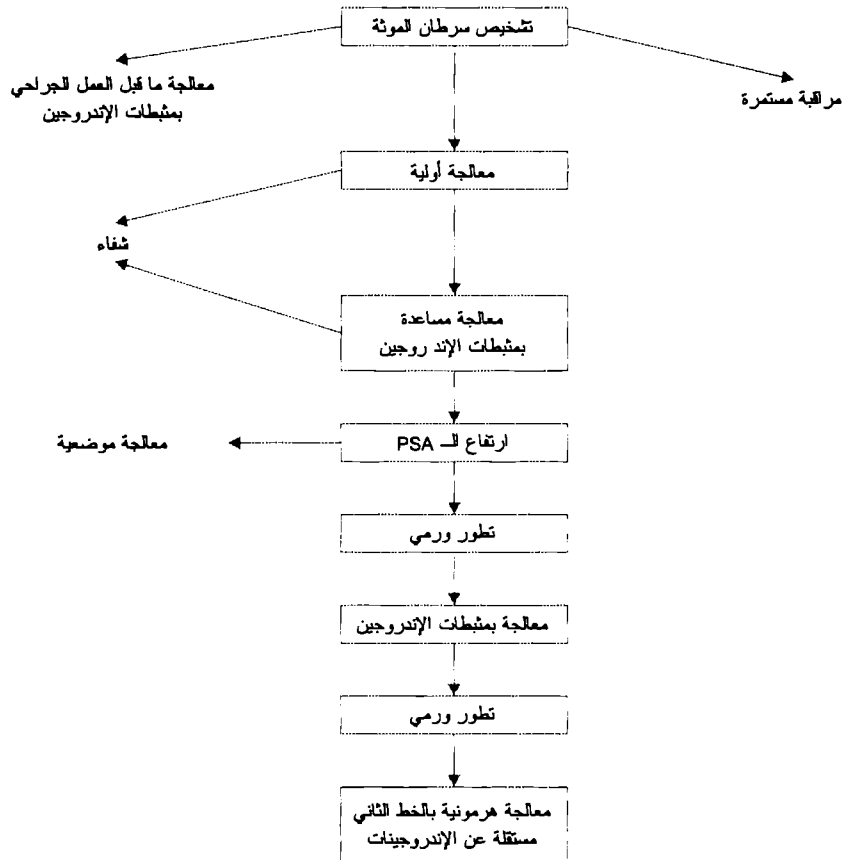 تشخيص سرطان الموثة
معالجة ما قبل العمل الجراحي
بمثبطات الإندروجين
مراقبة مستمرة
معالجة أولية
شفاء
معالجة مساعدة
بمثبطات الإند روجين
ارتفاع الـ PSA
معالجة موضعية
تطور ورمي
معالجة بمثبطات الإندروجين
تطور ورمي
معالجة هرمونية بالخط الثاني
مستقلة عن الإندروجينات